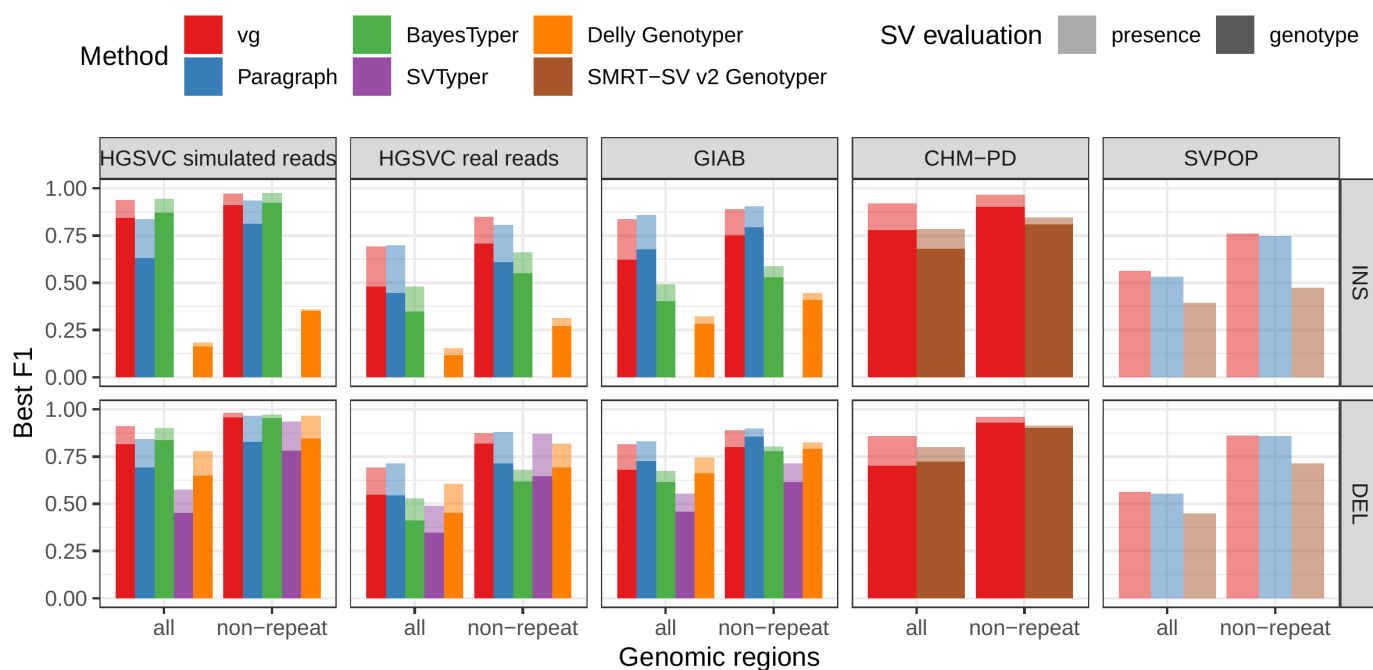 Method
vg
BayesTyper
Delly Genotyper
Paragraph
SVTyper
SMRT−SV v2 Genotyper
SV evaluation
presence
genotype
HGSVC simulated reads
HGSVC real reads
GIAB
CHM−PD
SVPOP
Best F1
1.00
0.75
0.50
0.25
0.00
INS
1.00
0.75
0.50
0.25
0.00
DEL
all
non−repeat
all
non−repeat
all
non−repeat
all
non−repeat
all
non−repeat
Genomic regions